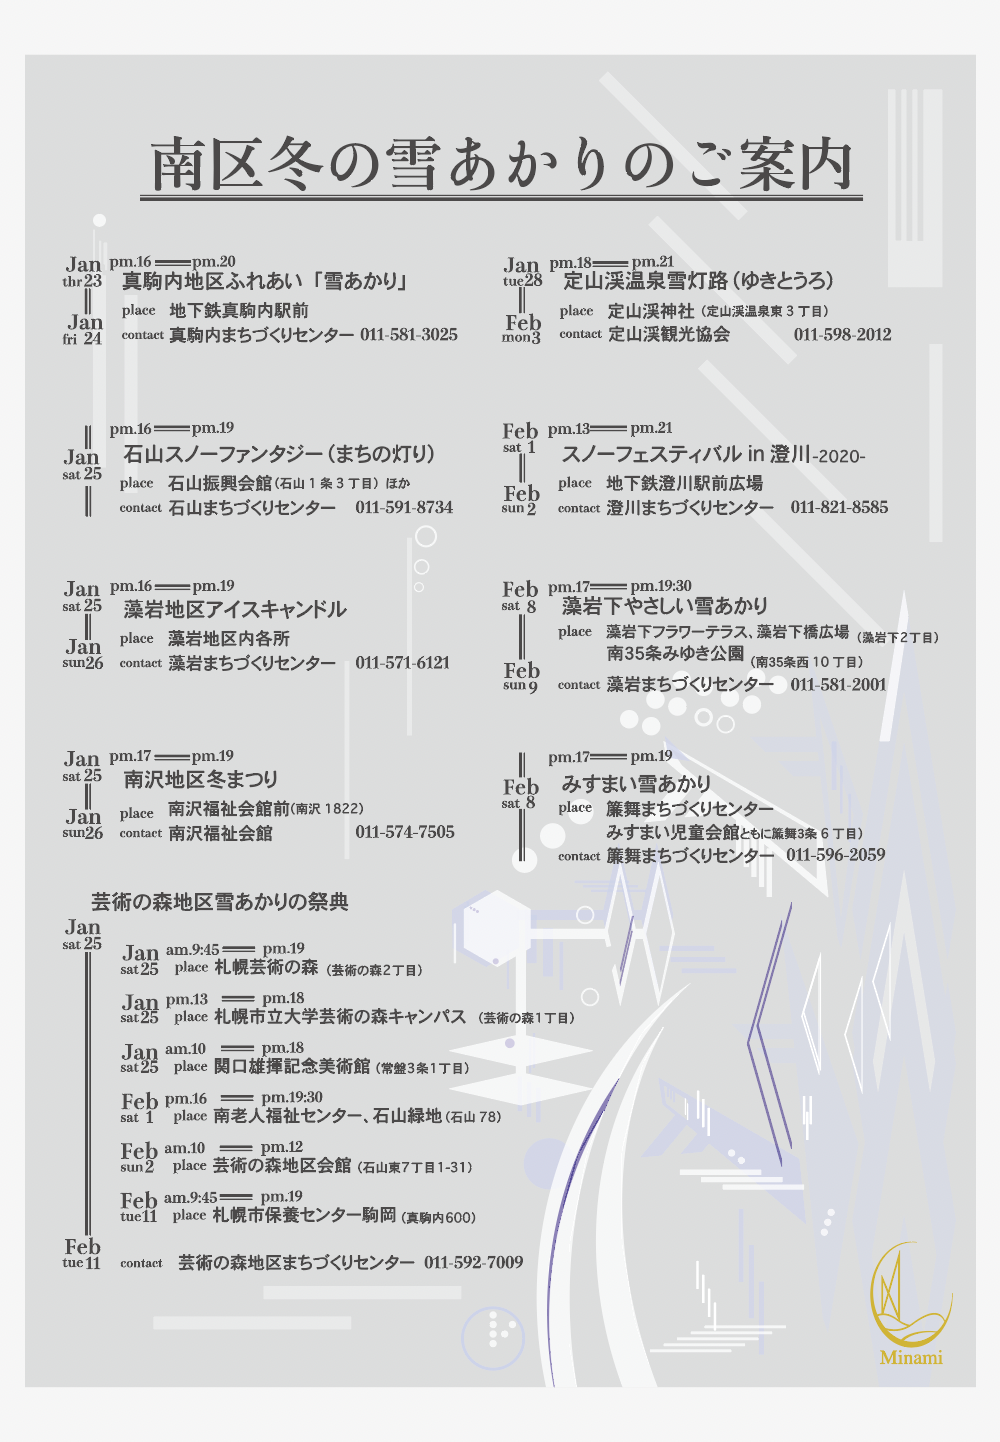 南区冬の雪あかりのご案内
Jan pm.16 pm.20
thr 23 真駒内地区ふれあい「雪あかり」
place 地下鉄真駒内駅前
Jan
fri 24 contact 真駒内まちづくりセンター 011-581-3025
pm.16 pm.19
Jan 石山スノーファンタジー（まちの灯り）
sat 25
place 石山振興会館（石山１条３丁目）ほか
contact 石山まちづくりセンター 011-591-8734
Jan pm.16 pm.19
sat 25 藻岩地区アイスキャンドル
Jan place 藻岩地区内各所
sun26 contact 藻岩まちづくりセンター 011-571-6121
Jan pm.17 pm.19
sat 25 南沢地区冬まつり
Jan place 南沢福祉会館前(南沢 1822)
sun26 contact 南沢福祉会館 011-574-7505
Jan pm.18 pm.21
tue28 定山渓温泉雪灯路（ゆきとうろ）
place 定山渓神社（定山渓温泉東３丁目）
Feb
mon3 contact 定山渓観光協会 011-598-2012
Feb pm.13 pm.21
sat 1 スノーフェスティバル in 澄川-2020-
place 地下鉄澄川駅前広場
Feb
sun 2 contact 澄川まちづくりセンター 011-821-8585
Feb pm.17 pm.19:30
sat 8 藻岩下やさしい雪あかり
place 藻岩下フラワーテラス、藻岩下橋広場（藻岩下2丁目）
南35条みゆき公園（南35条西 10 丁目）
Feb
sun 9 contact 藻岩まちづくりセンター 011-581-2001
pm.17 pm.19
Feb みすまい雪あかり
sat 8 place 簾舞まちづくりセンター
みすまい児童会館ともに簾舞3条６丁目）
contact 簾舞まちづくりセンター 011-596-2059
芸術の森地区雪あかりの祭典
Jan
sat 25
Jan am.9:45 pm.19
sat25 place 札幌芸術の森（芸術の森2丁目）
Jan pm.13 pm.18
sat25 place 札幌市立大学芸術の森キャンパス（芸術の森1丁目）
Jan am.10 pm.18
sat25 place 関口雄揮記念美術館（常盤3条1丁目）
Feb pm.16 pm.19:30
sat 1 place 南老人福祉センター、石山緑地（石山 78）
Feb am.10 pm.12
sun2 place 芸術の森地区会館（石山東7丁目1-31）
Feb am.9:45 pm.19
tue11 place 札幌市保養センター駒岡（真駒内600）
Feb
tue 11 contact 芸術の森地区まちづくりセンター 011-592-7009
Minami